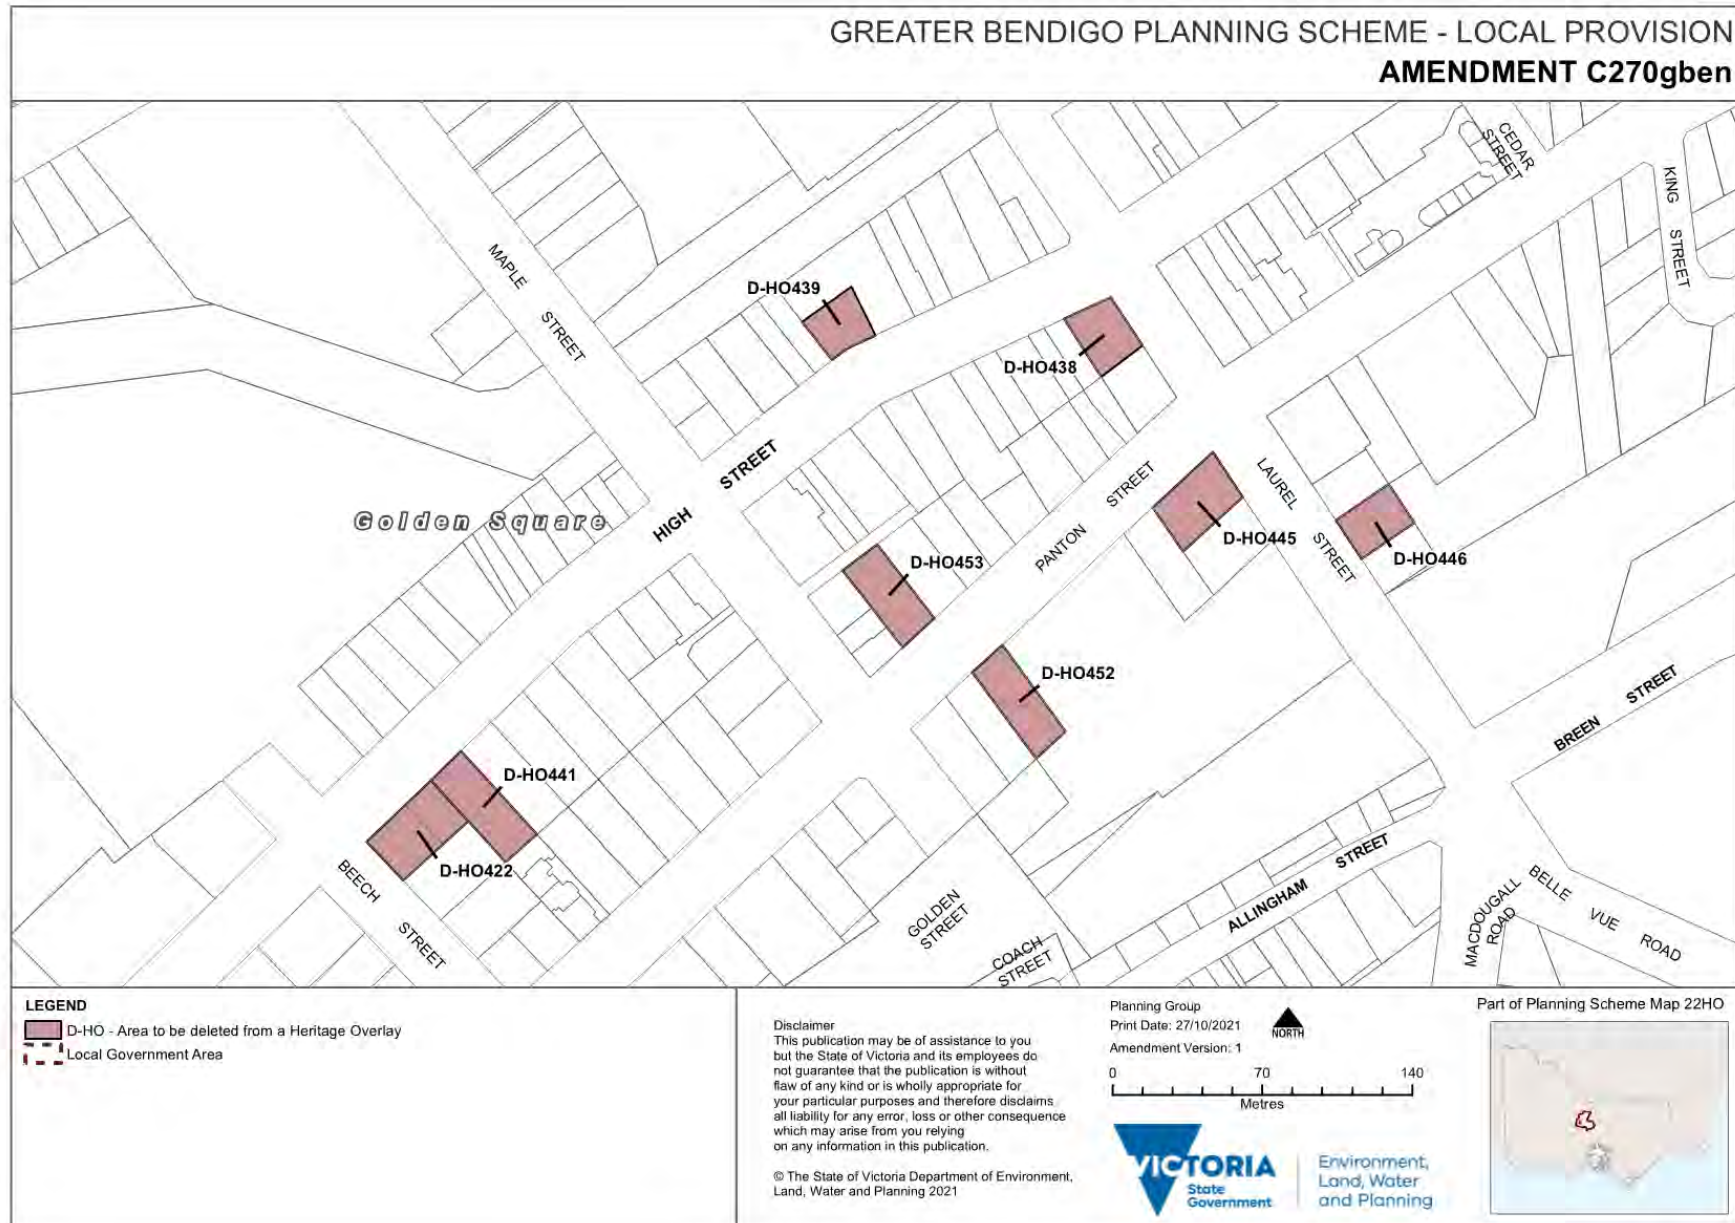 GREATER BENDIGO PLANNING SCHEME - LOCAL PROVISION
AMENDMENT C270gben
CEDAR
STREET
KING
STREET
MAPLE
STREET
D-HO439
D-HO438
HIGH
STREET
Golden Square
PANTON
STREET
LAUREL
STREET
D-HO445
D-HO446
D-HO453
D-HO452
BREEN
STREET
D-HO441
D-HO422
BEECH
STREET
GOLDEN
STREET
COACH
STREET
ALLINGHAM
STREET
MACDOUGALL
ROAD
BELLE
VUE
ROAD
LEGEND
D-HO - Area to be deleted from a Heritage Overlay
Local Government Area
Disclaimer
This publication may be of assistance to you
but the State of Victoria and its employees do
not guarantee that the publication is without
flaw of any kind or is wholly appropriate for
your particular purposes and therefore disclaims
all liability for any error, loss or other consequence
which may arise from you relying
on any information in this publication.
© The State of Victoria Department of Environment,
Land, Water and Planning 2021
Planning Group
Print Date: 27/10/2021
Amendment Version: 1
NORTH
0 70 140
Metres
VICTORIA
State
Government
Environment,
Land, Water
and Planning
Part of Planning Scheme Map 22HO